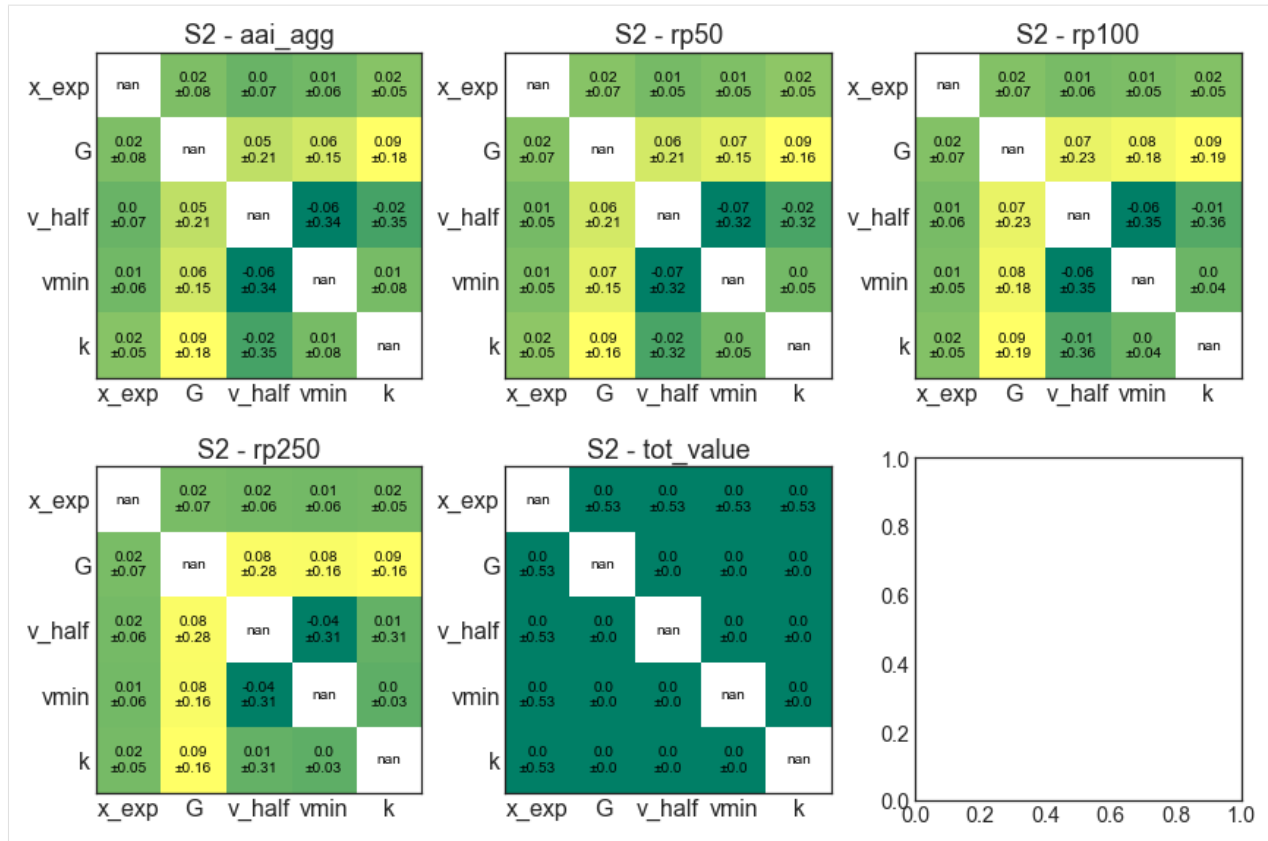 S2 - aai_agg
x_exp nan 0.02 ±0.08 0.0 ±0.07 0.01 ±0.06 0.02 ±0.05
G 0.02 ±0.08 nan 0.05 ±0.21 0.06 ±0.15 0.09 ±0.18
v_half 0.0 ±0.07 0.05 ±0.21 nan -0.06 ±0.34 -0.02 ±0.35
vmin 0.01 ±0.06 0.06 ±0.15 -0.06 ±0.34 nan 0.01 ±0.08
k 0.02 ±0.05 0.09 ±0.18 -0.02 ±0.35 0.01 ±0.08 nan
x_exp G v_half vmin k
S2 - rp50
x_exp nan 0.02 ±0.07 0.01 ±0.05 0.01 ±0.05 0.02 ±0.05
G 0.02 ±0.07 nan 0.06 ±0.21 0.07 ±0.15 0.09 ±0.16
v_half 0.01 ±0.05 0.06 ±0.21 nan -0.07 ±0.32 -0.02 ±0.32
vmin 0.01 ±0.05 0.07 ±0.15 -0.07 ±0.32 nan 0.0 ±0.05
k 0.02 ±0.05 0.09 ±0.16 -0.02 ±0.32 0.0 ±0.05 nan
x_exp G v_half vmin k
S2 - rp100
x_exp nan 0.02 ±0.07 0.01 ±0.06 0.01 ±0.05 0.02 ±0.05
G 0.02 ±0.07 nan 0.07 ±0.23 0.08 ±0.18 0.09 ±0.19
v_half 0.01 ±0.06 0.07 ±0.23 nan -0.06 ±0.35 -0.01 ±0.36
vmin 0.01 ±0.05 0.08 ±0.18 -0.06 ±0.35 nan 0.0 ±0.04
k 0.02 ±0.05 0.09 ±0.19 -0.01 ±0.36 0.0 ±0.04 nan
x_exp G v_half vmin k
S2 - rp250
x_exp nan 0.02 ±0.07 0.02 ±0.06 0.01 ±0.06 0.02 ±0.05
G 0.02 ±0.07 nan 0.08 ±0.28 0.08 ±0.16 0.09 ±0.16
v_half 0.02 ±0.06 0.08 ±0.28 nan -0.04 ±0.31 0.01 ±0.31
vmin 0.01 ±0.06 0.08 ±0.16 -0.04 ±0.31 nan 0.0 ±0.03
k 0.02 ±0.05 0.09 ±0.16 0.01 ±0.31 0.0 ±0.03 nan
x_exp G v_half vmin k
S2 - tot_value
x_exp nan 0.0 ±0.53 0.0 ±0.53 0.0 ±0.53 0.0 ±0.53
G 0.0 ±0.53 nan 0.0 ±0.0 0.0 ±0.0 0.0 ±0.0
v_half 0.0 ±0.53 0.0 ±0.0 nan 0.0 ±0.0 0.0 ±0.0
vmin 0.0 ±0.53 0.0 ±0.0 0.0 ±0.0 nan 0.0 ±0.0
k 0.0 ±0.53 0.0 ±0.0 0.0 ±0.0 0.0 ±0.0 nan
x_exp G v_half vmin k
1.0
0.8
0.6
0.4
0.2
0.0
0.0 0.2 0.4 0.6 0.8 1.0